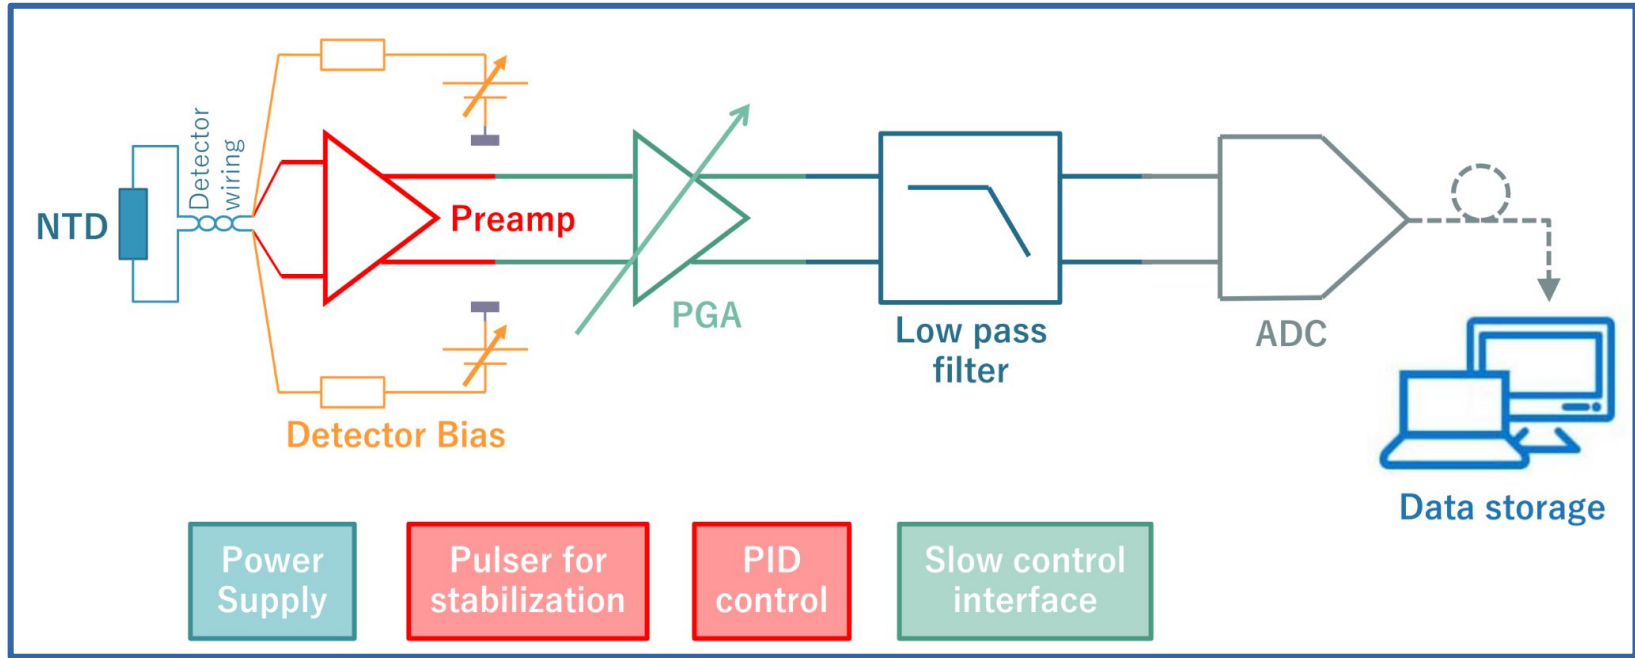 Detector
wiring
NTD
Preamp
PGA
Low pass
filter
ADC
Detector Bias
Data storage
Power
Supply
Pulser for
stabilization
PID
control
Slow control
interface